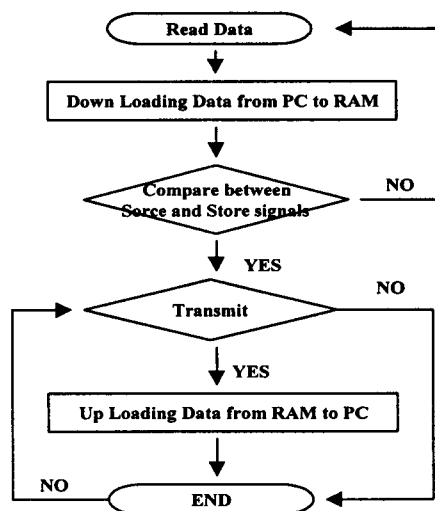 Read Data
Down Loading Data from PC to RAM
Compare between
Sorce and Store signals
NO
YES
Transmit
NO
YES
Up Loading Data from RAM to PC
NO
END